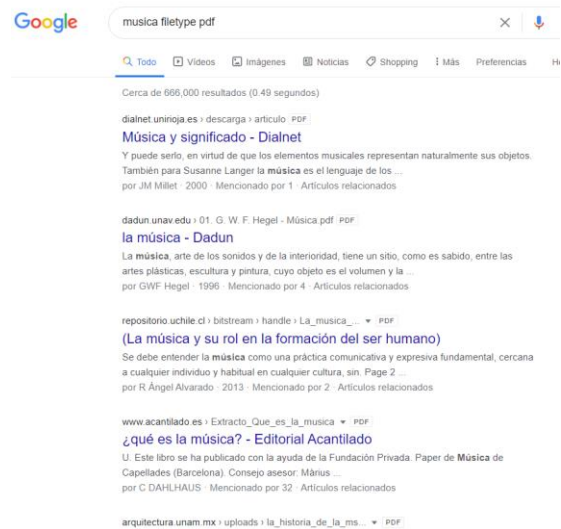 Google
musica filetype pdf
Todo Vídeos Imágenes Noticias Shopping Más Preferencias
Cerca de 666,000 resultados (0.49 segundos)
dialnet.unirioja.es › descarga › articulo PDF
Música y significado - Dialnet
Y puede serlo, en virtud de que los elementos musicales representan naturalmente sus objetos.
También para Susanne Langer la música es el lenguaje de los ...
por JM Millet · 2000 · Mencionado por 1 · Artículos relacionados
dadun.unav.edu › 01. G. W. F. Hegel - Música.pdf PDF
la música - Dadun
La música, arte de los sonidos y de la interioridad, tiene un sitio, como es sabido, entre las
artes plásticas, escultura y pintura, cuyo objeto es el volumen y la ...
por GWF Hegel · 1996 · Mencionado por 4 · Artículos relacionados
repositorio.uchile.cl › bitstream › handle › La_musica_... PDF
(La música y su rol en la formación del ser humano)
Se debe entender la música como una práctica comunicativa y expresiva fundamental, cercana
a cualquier individuo y habitual en cualquier cultura, sin. Page 2 ...
por R Ángel Alvarado · 2013 · Mencionado por 2 · Artículos relacionados
www.acantilado.es › Extracto_Que_es_la_musica PDF
¿qué es la música? - Editorial Acantilado
U. Este libro se ha publicado con la ayuda de la Fundación Privada. Paper de Música de
Capellades (Barcelona). Consejo asesor: Màrius ...
por C DAHLHAUS · Mencionado por 32 · Artículos relacionados
arquitectura.unam.mx › uploads › la_historia_de_la_ms... PDF